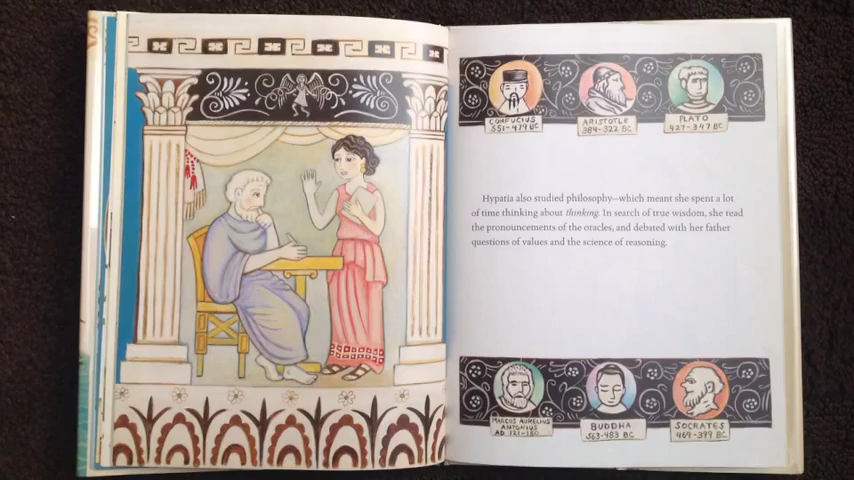 CONFUCIUS
551-479 BC
ARISTOTLE
384-322 BC
PLATO
427-347 BC
Hypatia also studied philosophy—which meant she spent a lot
of time thinking about thinking. In search of true wisdom, she read
the pronouncements of the oracles, and debated with her father
questions of values and the science of reasoning.
MARCUS AURELIUS
ANTONIUS
AD 121-180
BUDDHA
563-483 BC
SOCRATES
469-399 BC